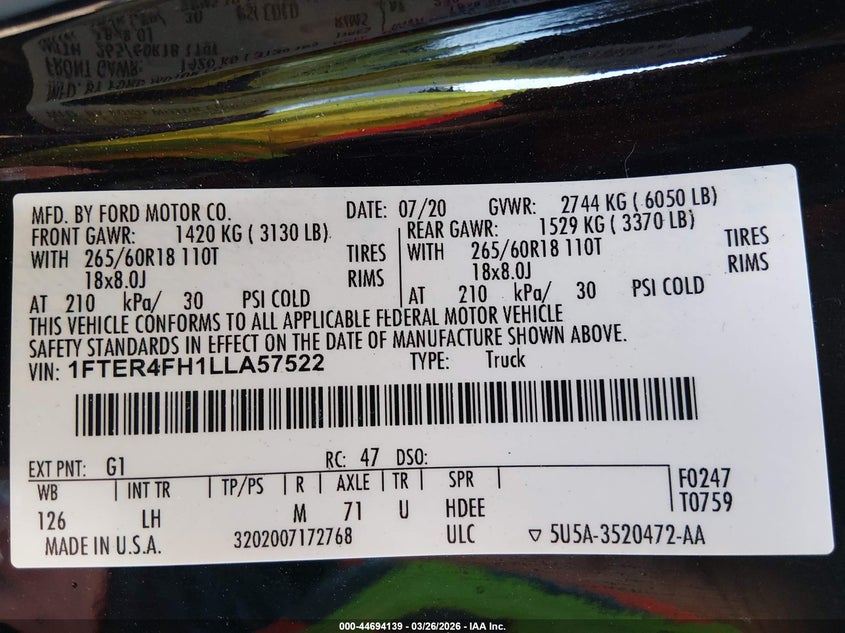 MFD. BY FORD MOTOR CO. DATE: 07/20 GVWR: 2744 KG ( 6050 LB)
FRONT GAWR: 1420 KG ( 3130 LB) REAR GAWR: 1529 KG ( 3370 LB)
WITH 265/60R18 110T TIRES WITH 265/60R18 110T TIRES
18x8.0J RIMS 18x8.0J RIMS
AT 210 kPa/ 30 PSI COLD AT 210 kPa/ 30 PSI COLD
THIS VEHICLE CONFORMS TO ALL APPLICABLE FEDERAL MOTOR VEHICLE
SAFETY STANDARDS IN EFFECT ON THE DATE OF MANUFACTURE SHOWN ABOVE.
VIN: 1FTER4FH1LLA57522 TYPE: Truck
EXT PNT: G1 RC: 47 DSO:
WB INT TR TP/PS R AXLE TR SPR F0247
126 LH M 71 U HDEE T0759
MADE IN U.S.A. 3202007172768 ULC ▽ 5U5A-3520472-AA
000-44694139 - 03/26/2026 - IAA Inc.